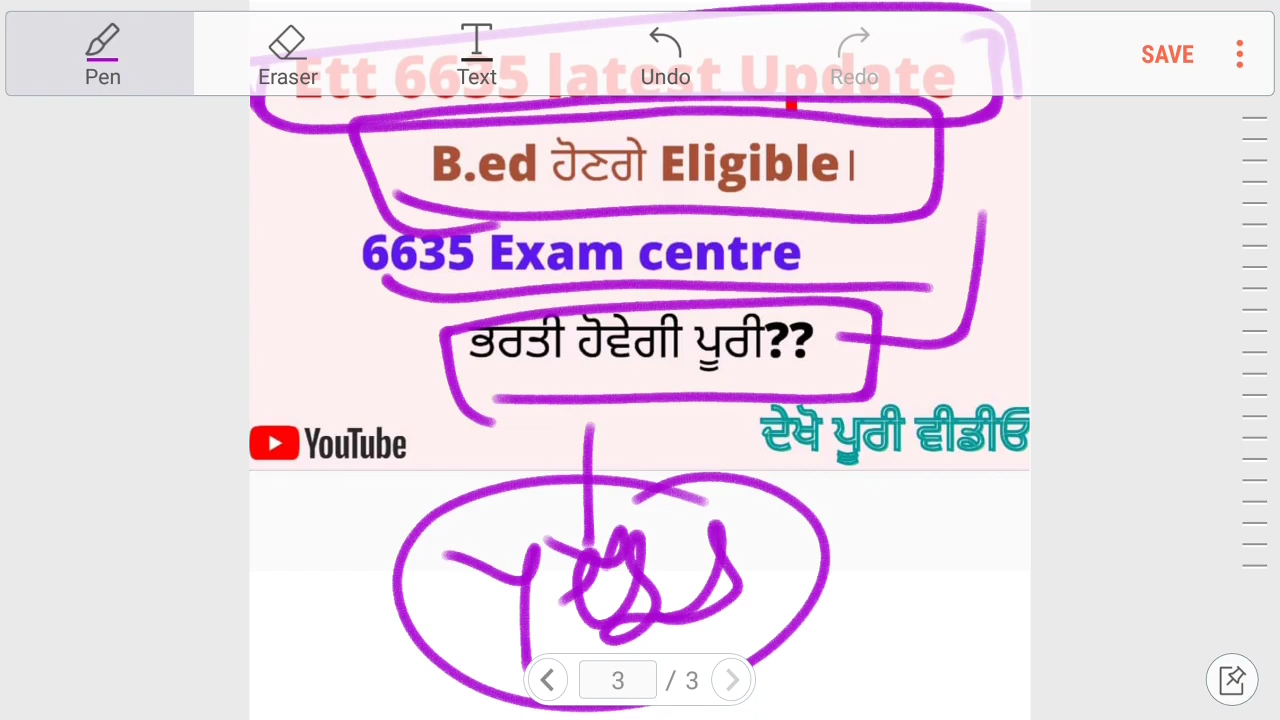 Pen
Eraser
Text
Undo
Redo
SAVE
Ett 6635 latest Update
B.ed ਹੋਣਗੇ Eligible।
6635 Exam centre
ਭਰਤੀ ਹੋਵੇਗੀ ਪੂਰੀ??
YouTube
ਦੇਖੋ ਪੂਰੀ ਵੀਡੀਓ
Yes
3 / 3